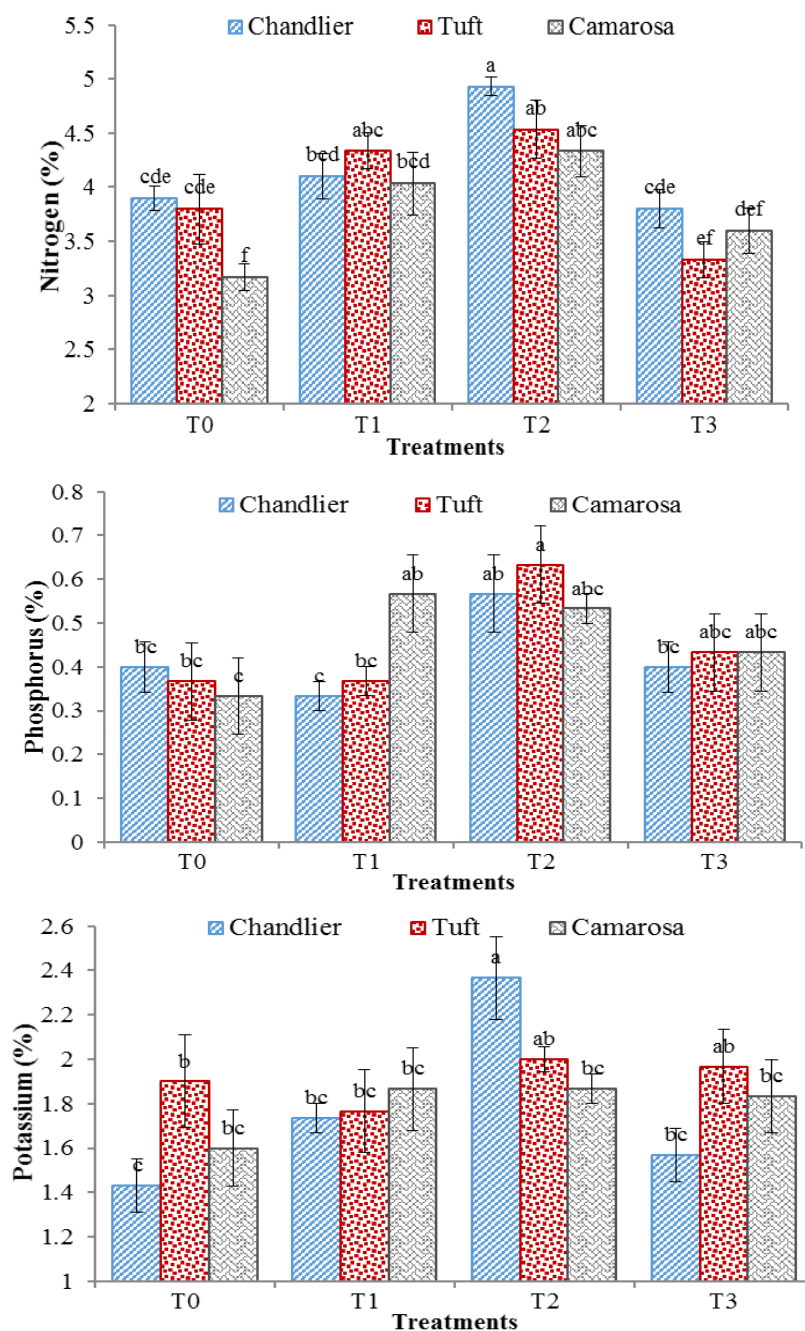 Chandlier Tuft Camarosa
Nitrogen (%)
5.5
5
4.5
4
3.5
3
2.5
2
cde cde f bcd abc bcd a ab abc cde ef def
T0 T1 T2 T3
Treatments
Chandlier Tuft Camarosa
Phosphorus (%)
0.8
0.7
0.6
0.5
0.4
0.3
0.2
0.1
0
bc bc c c bc ab ab a abc bc abc abc
T0 T1 T2 T3
Treatments
Chandlier Tuft Camarosa
Potassium (%)
2.6
2.4
2.2
2
1.8
1.6
1.4
1.2
1
c b bc bc bc bc a ab bc bc ab bc
T0 T1 T2 T3
Treatments